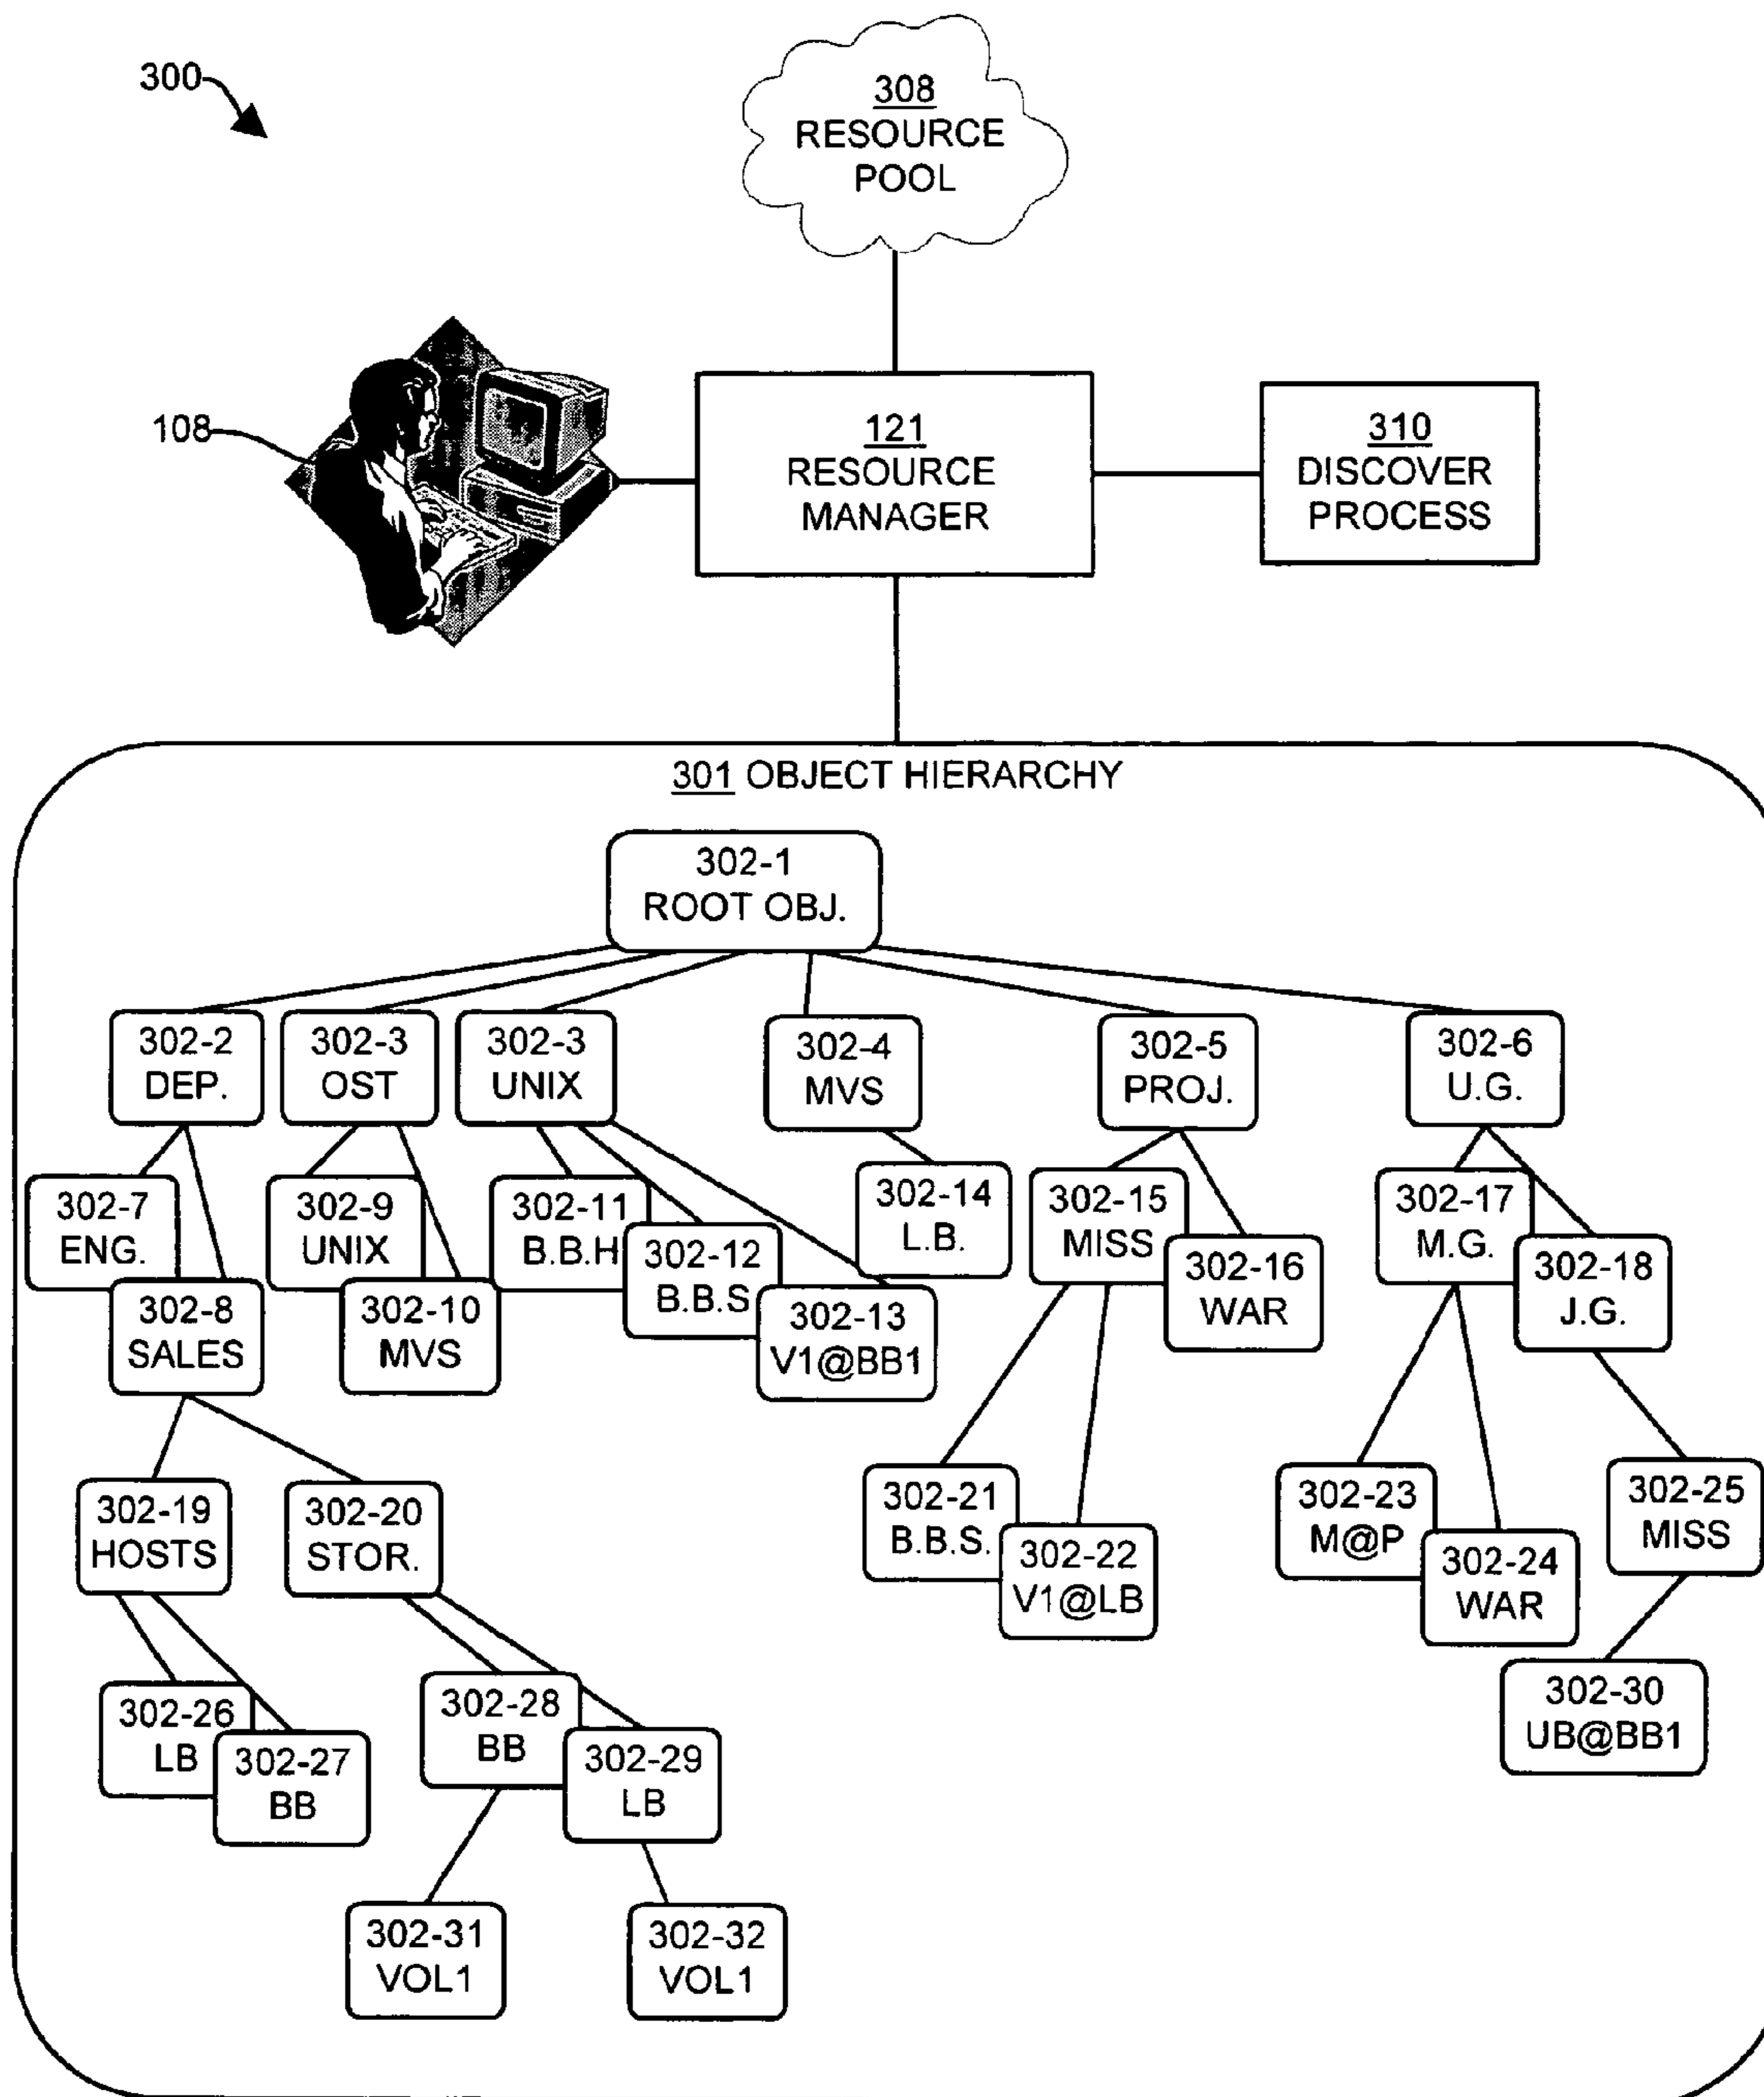 300
308
RESOURCE
POOL
108
121
RESOURCE
MANAGER
310
DISCOVER
PROCESS
301 OBJECT HIERARCHY
302-1
ROOT OBJ.
302-2
DEP.
302-3
OST
302-3
UNIX
302-4
MVS
302-5
PROJ.
302-6
U.G.
302-7
ENG.
302-8
SALES
302-9
UNIX
302-10
MVS
302-11
B.B.H
302-12
B.B.S
302-13
V1@BB1
302-14
L.B.
302-15
MISS
302-16
WAR
302-17
M.G.
302-18
J.G.
302-19
HOSTS
302-20
STOR.
302-21
B.B.S.
302-22
V1@LB
302-23
M@P
302-24
WAR
302-25
MISS
302-26
LB
302-27
BB
302-28
BB
302-29
LB
302-30
UB@BB1
302-31
VOL1
302-32
VOL1